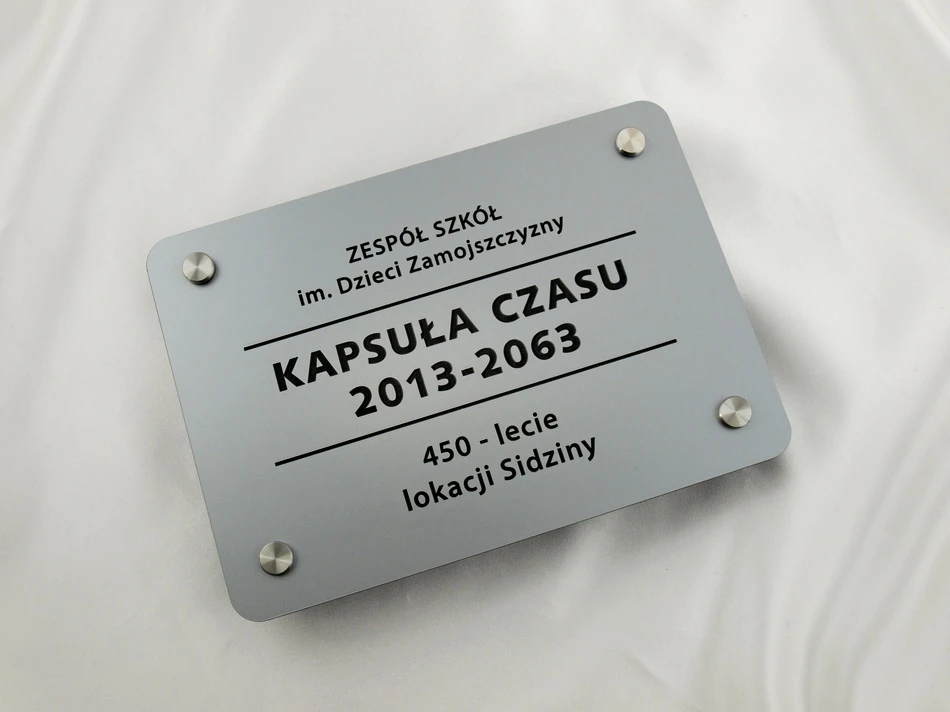 ZESPÓŁ SZKÓŁ
im. Dzieci Zamojszczyzny
KAPSUŁA CZASU
2013-2063
450 - lecie
lokacji Sidziny